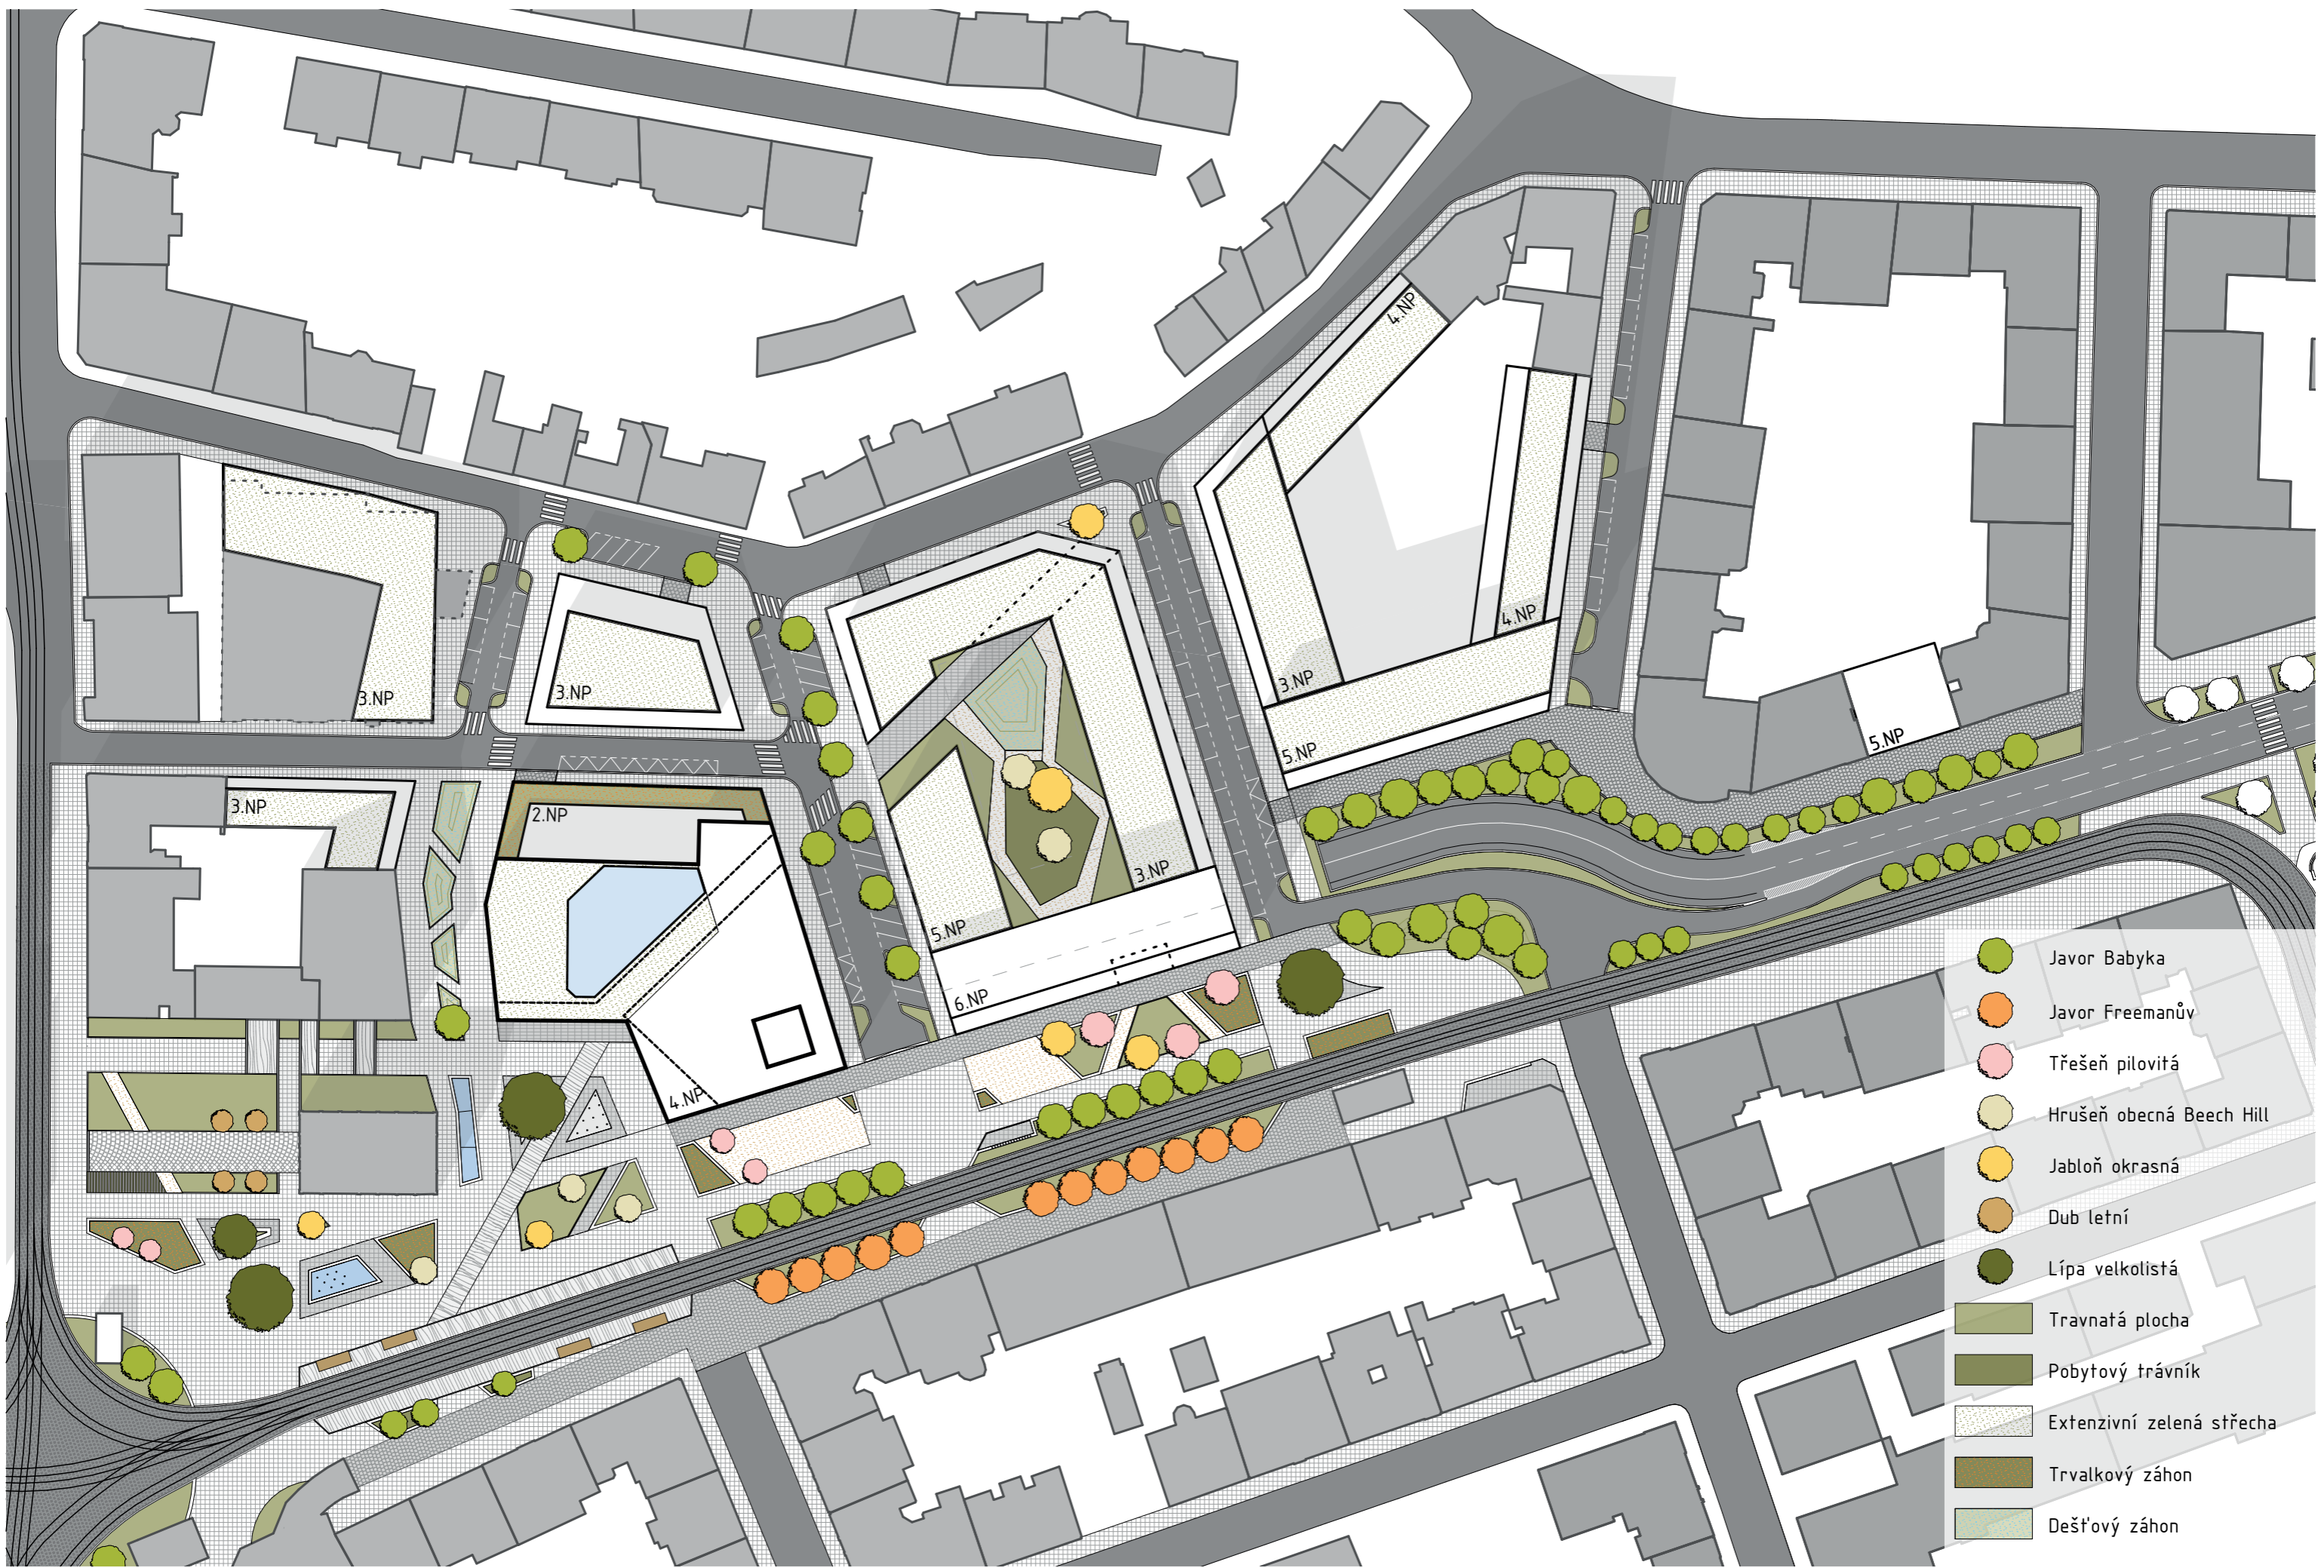 4.NP
3.NP
3.NP
4.NP
3.NP
5.NP
5.NP
3.NP
2.NP
3.NP
5.NP
6.NP
4.NP
Javor Babyka
Javor Freemanův
Třešeň pilovitá
Hrušeň obecná Beech Hill
Jabloň okrasná
Dub letní
Lípa velkolistá
Travnatá plocha
Pobytový trávník
Extenzivní zelená střecha
Trvalkový záhon
Dešťový záhon